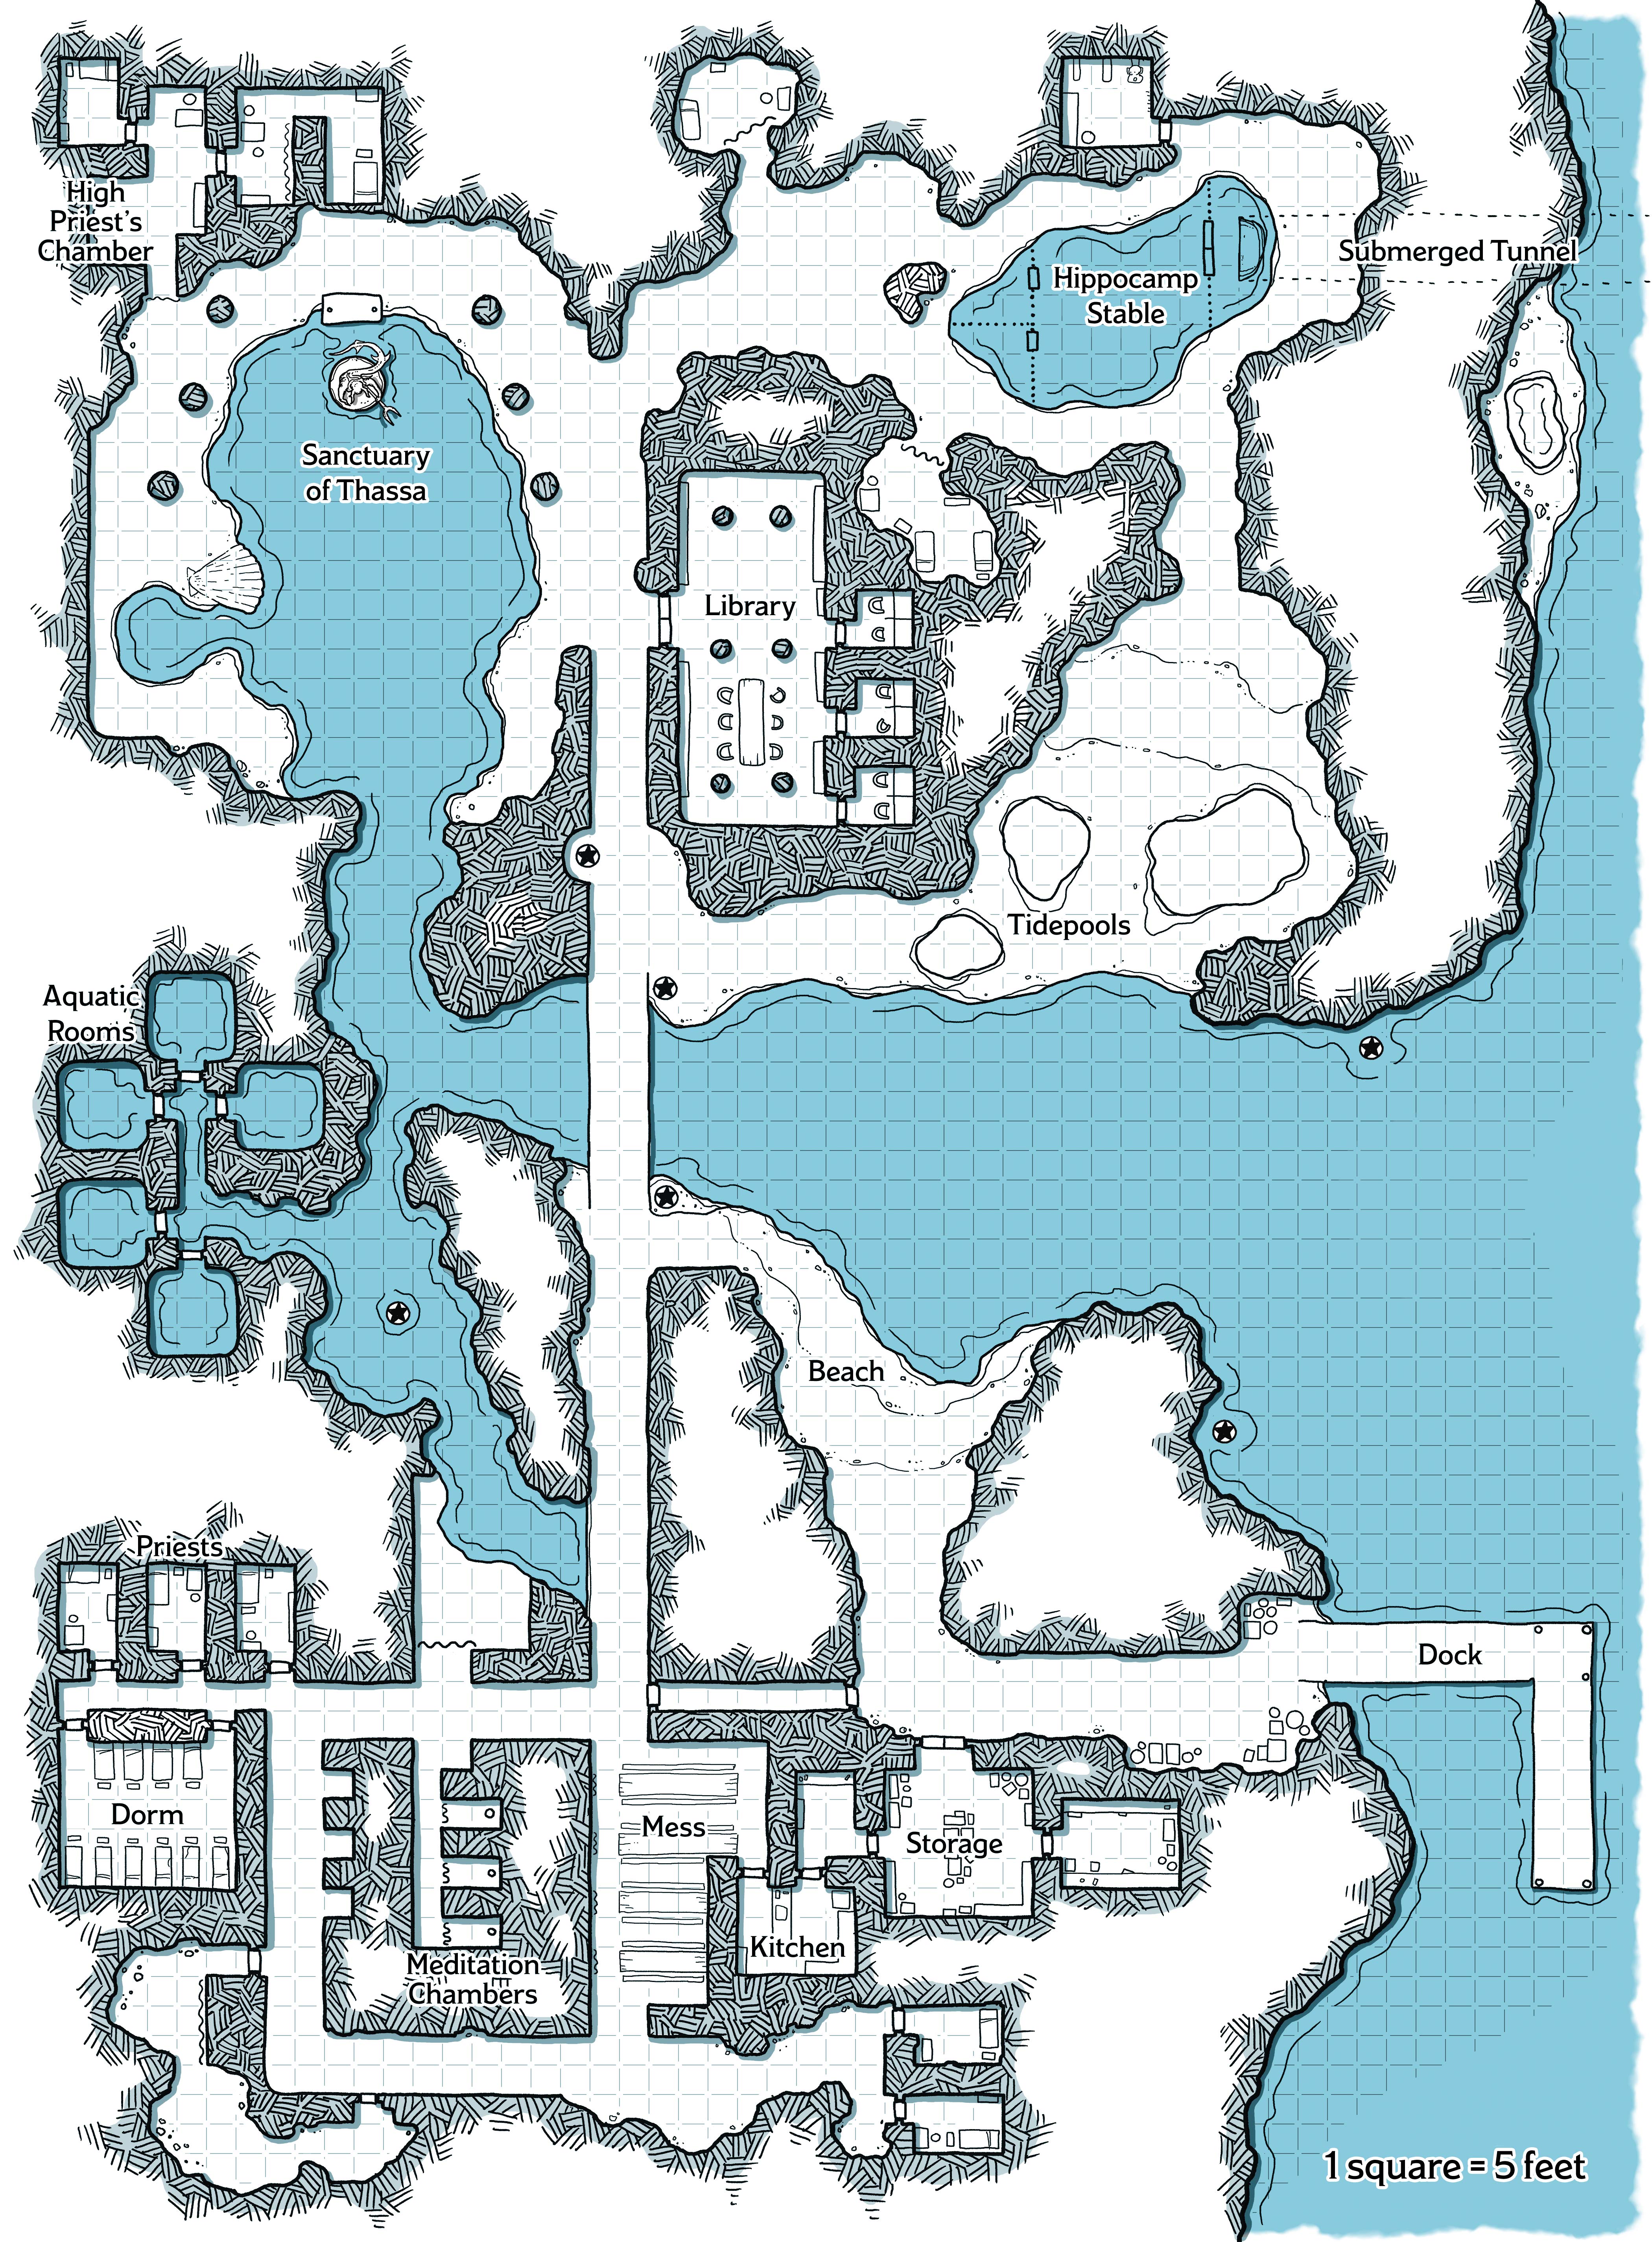 High
Priest's
Chamber
Submerged Tunnel
Hippocamp
Stable
Sanctuary
of Thassa
Library
Tidepools
Aquatic
Rooms
Beach
Priests
Dock
Dorm
Mess
Storage
Kitchen
Meditation
Chambers
1 square = 5 feet